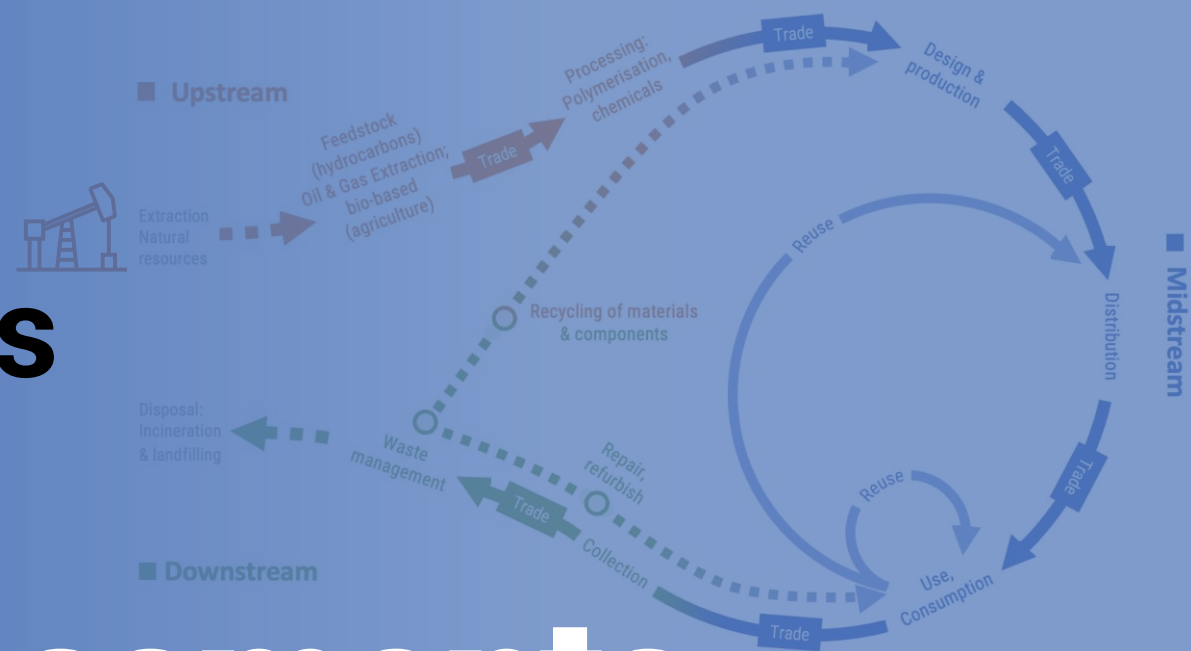 Upstream
Feedstock
(hydrocarbons)
Oil & Gas Extraction;
bio-based
(agriculture)
Trade
Processing:
Polymerisation,
chemicals
Trade
Design &
production
Trade
Extraction
Natural
resources
Reuse
Midstream
Distribution
s
Recycling of materials
& components
Disposal:
Incineration
& landfilling
Waste
management
Repair,
refurbish
Trade
Reuse
Trade
Collection
Downstream
Use,
Consumption
Trade